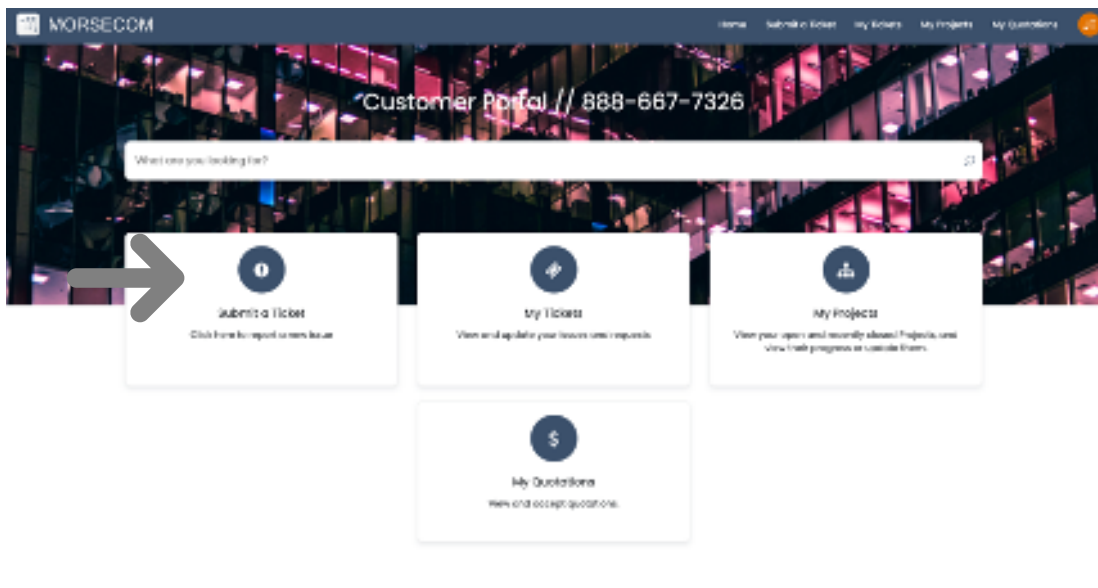 MORSECOM
Home Submit a Ticket My Tickets My Projects My Quotations
Customer Portal // 888-667-7326
What are you looking for?
Submit a Ticket
Click here to report a new issue
My Tickets
View and update your issues and requests
My Projects
View your open and recently closed Projects, and
view their progress or update them.
My Quotations
View and accept quotations.